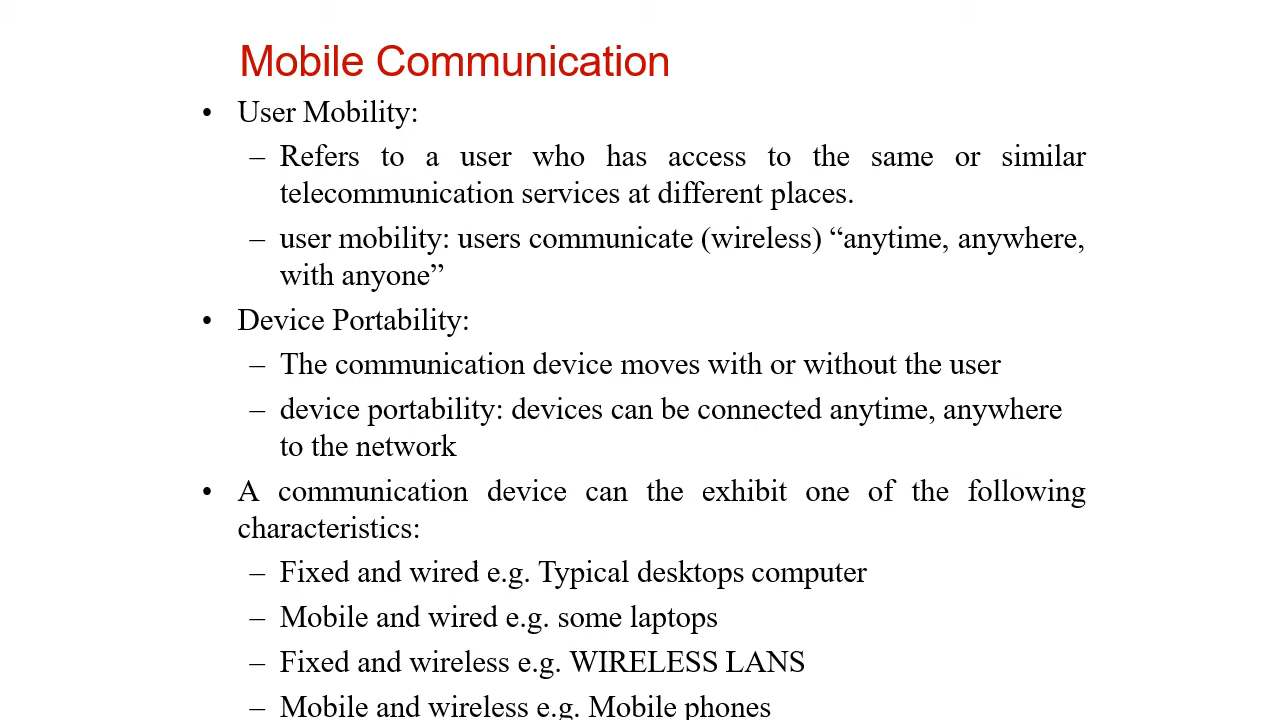 Mobile Communication
• User Mobility:
– Refers to a user who has access to the same or similar
telecommunication services at different places.
– user mobility: users communicate (wireless) “anytime, anywhere,
with anyone”
• Device Portability:
– The communication device moves with or without the user
– device portability: devices can be connected anytime, anywhere
to the network
• A communication device can the exhibit one of the following
characteristics:
– Fixed and wired e.g. Typical desktops computer
– Mobile and wired e.g. some laptops
– Fixed and wireless e.g. WIRELESS LANS
– Mobile and wireless e.g. Mobile phones